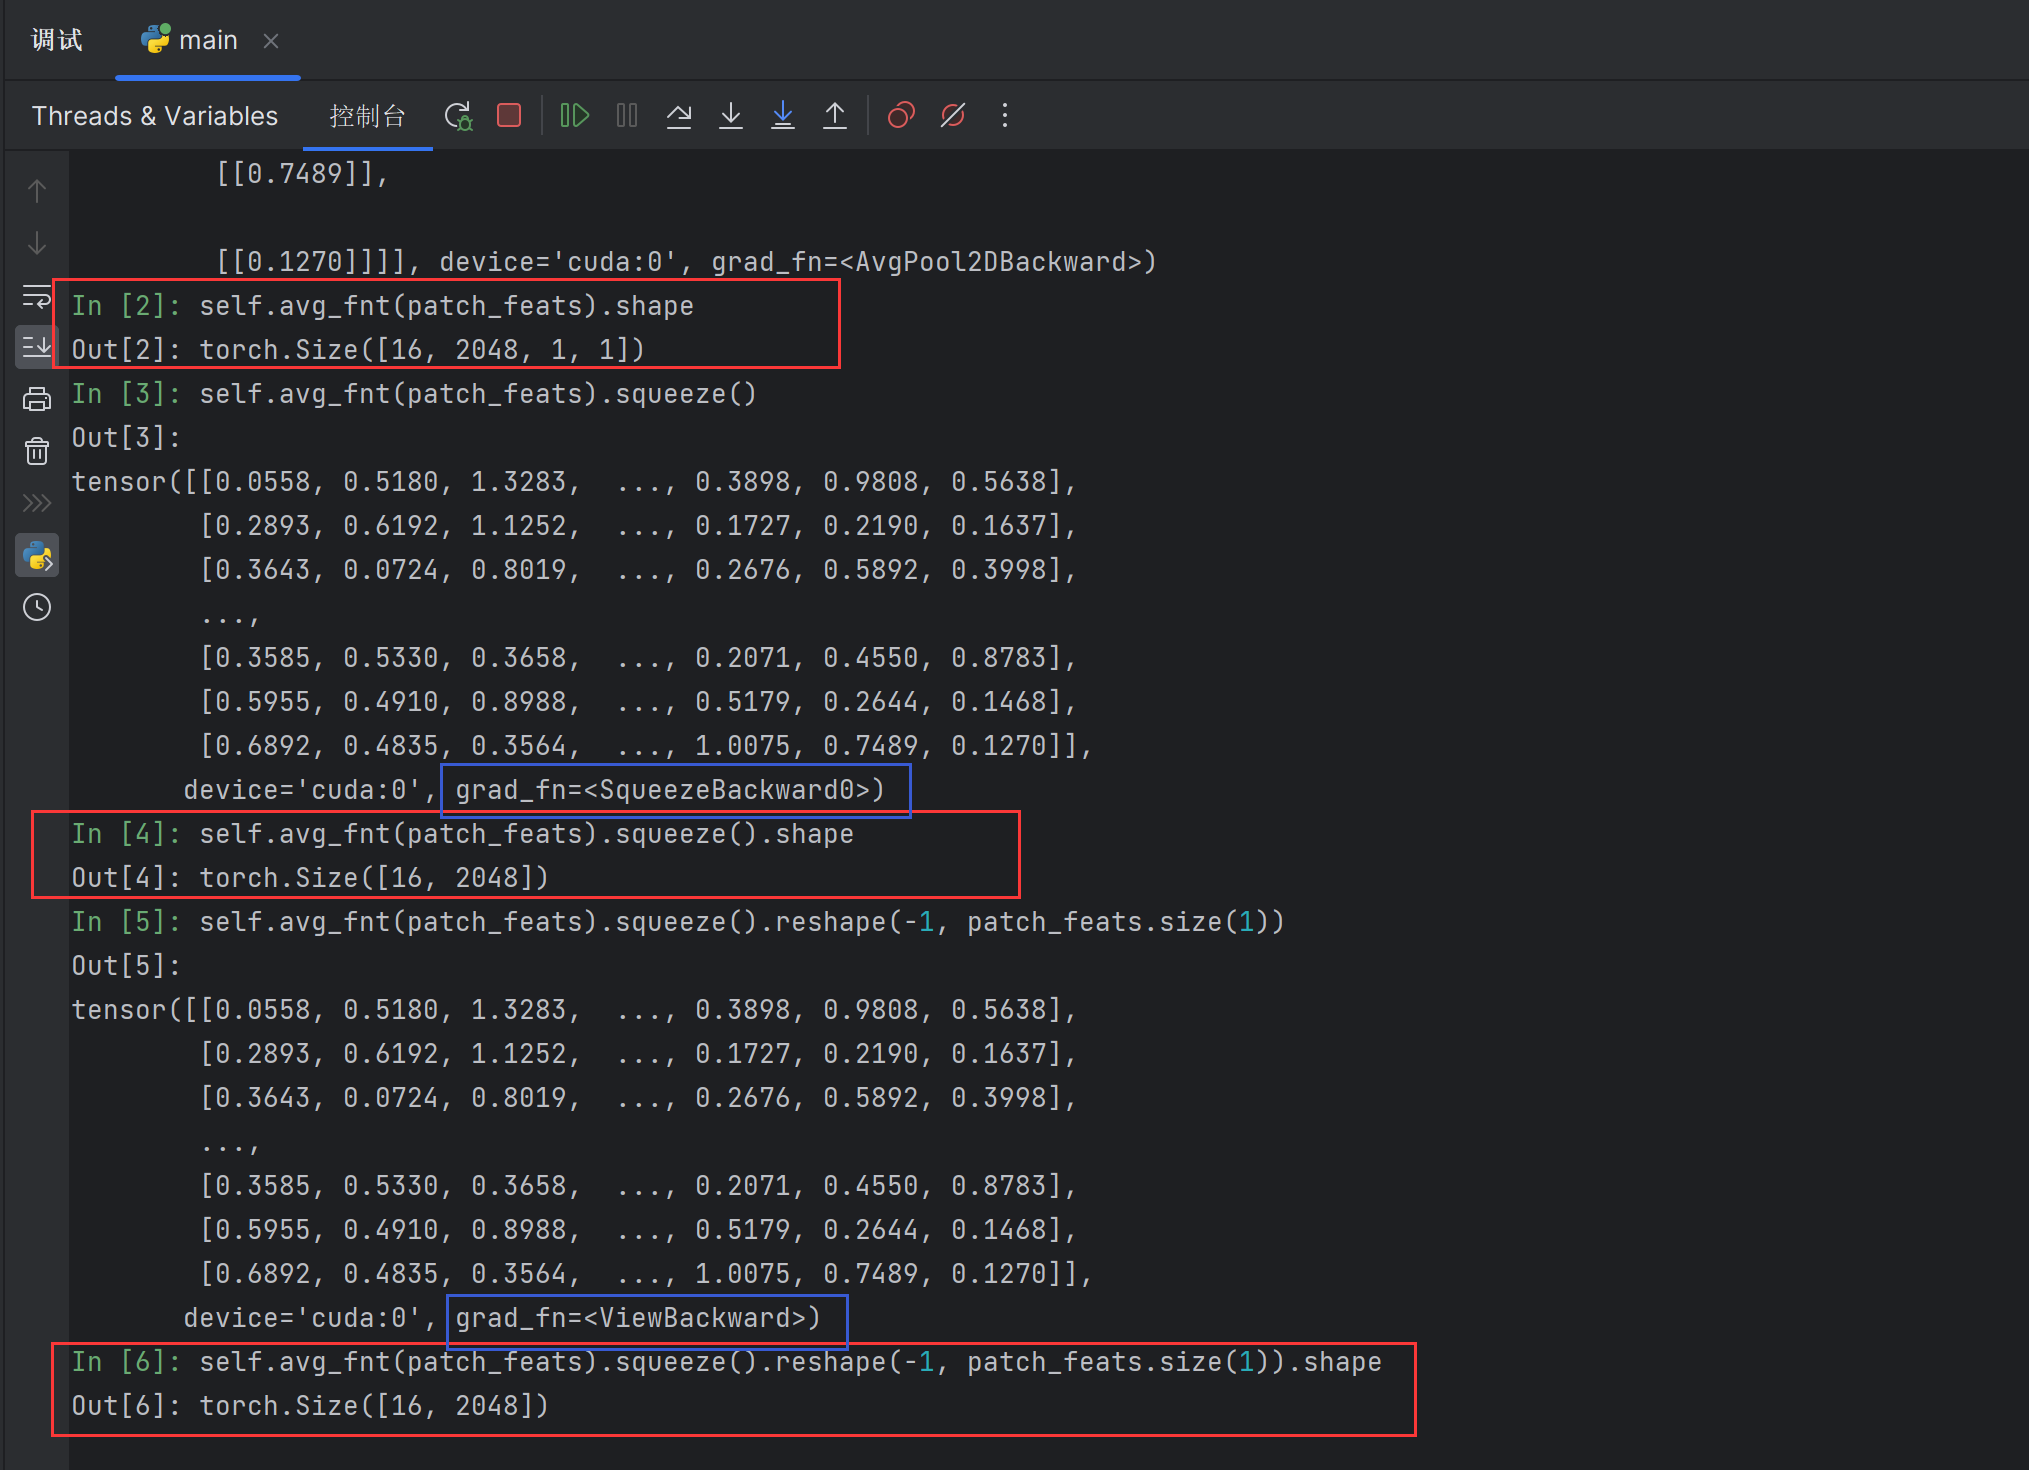 调试 main
Threads & Variables 控制台
[[0.7489]],
[[0.1270]]]], device='cuda:0', grad_fn=<AvgPool2DBackward>)
In [2]: self.avg_fnt(patch_feats).shape
Out[2]: torch.Size([16, 2048, 1, 1])
In [3]: self.avg_fnt(patch_feats).squeeze()
Out[3]:
tensor([[0.0558, 0.5180, 1.3283,  ..., 0.3898, 0.9808, 0.5638],
[0.2893, 0.6192, 1.1252,  ..., 0.1727, 0.2190, 0.1637],
[0.3643, 0.0724, 0.8019,  ..., 0.2676, 0.5892, 0.3998],
...,
[0.3585, 0.5330, 0.3658,  ..., 0.2071, 0.4550, 0.8783],
[0.5955, 0.4910, 0.8988,  ..., 0.5179, 0.2644, 0.1468],
[0.6892, 0.4835, 0.3564,  ..., 1.0075, 0.7489, 0.1270]],
device='cuda:0', grad_fn=<SqueezeBackward0>)
In [4]: self.avg_fnt(patch_feats).squeeze().shape
Out[4]: torch.Size([16, 2048])
In [5]: self.avg_fnt(patch_feats).squeeze().reshape(-1, patch_feats.size(1))
Out[5]:
tensor([[0.0558, 0.5180, 1.3283,  ..., 0.3898, 0.9808, 0.5638],
[0.2893, 0.6192, 1.1252,  ..., 0.1727, 0.2190, 0.1637],
[0.3643, 0.0724, 0.8019,  ..., 0.2676, 0.5892, 0.3998],
...,
[0.3585, 0.5330, 0.3658,  ..., 0.2071, 0.4550, 0.8783],
[0.5955, 0.4910, 0.8988,  ..., 0.5179, 0.2644, 0.1468],
[0.6892, 0.4835, 0.3564,  ..., 1.0075, 0.7489, 0.1270]],
device='cuda:0', grad_fn=<ViewBackward>)
In [6]: self.avg_fnt(patch_feats).squeeze().reshape(-1, patch_feats.size(1)).shape
Out[6]: torch.Size([16, 2048])